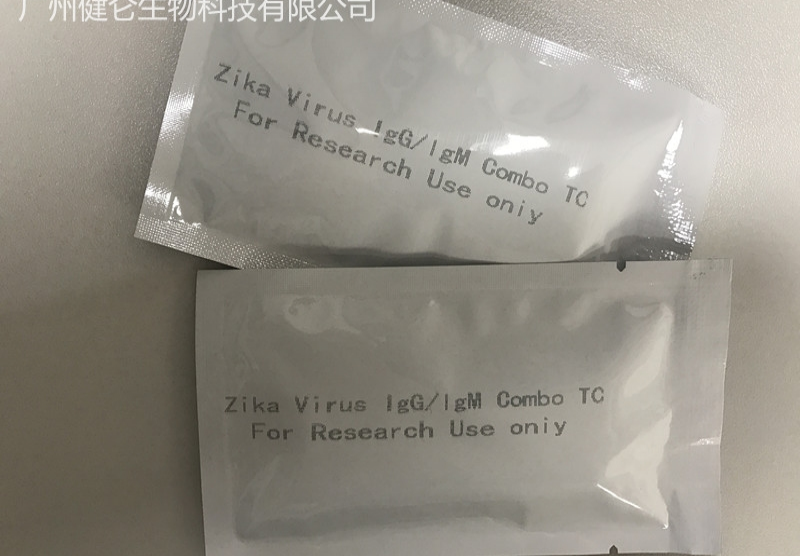 广州健仑生物科技有限公司
Zika Virus IgG/IgM Combo TC
For Research Use oniy
Zika Virus IgG/IgM Combo TC
For Research Use oniy